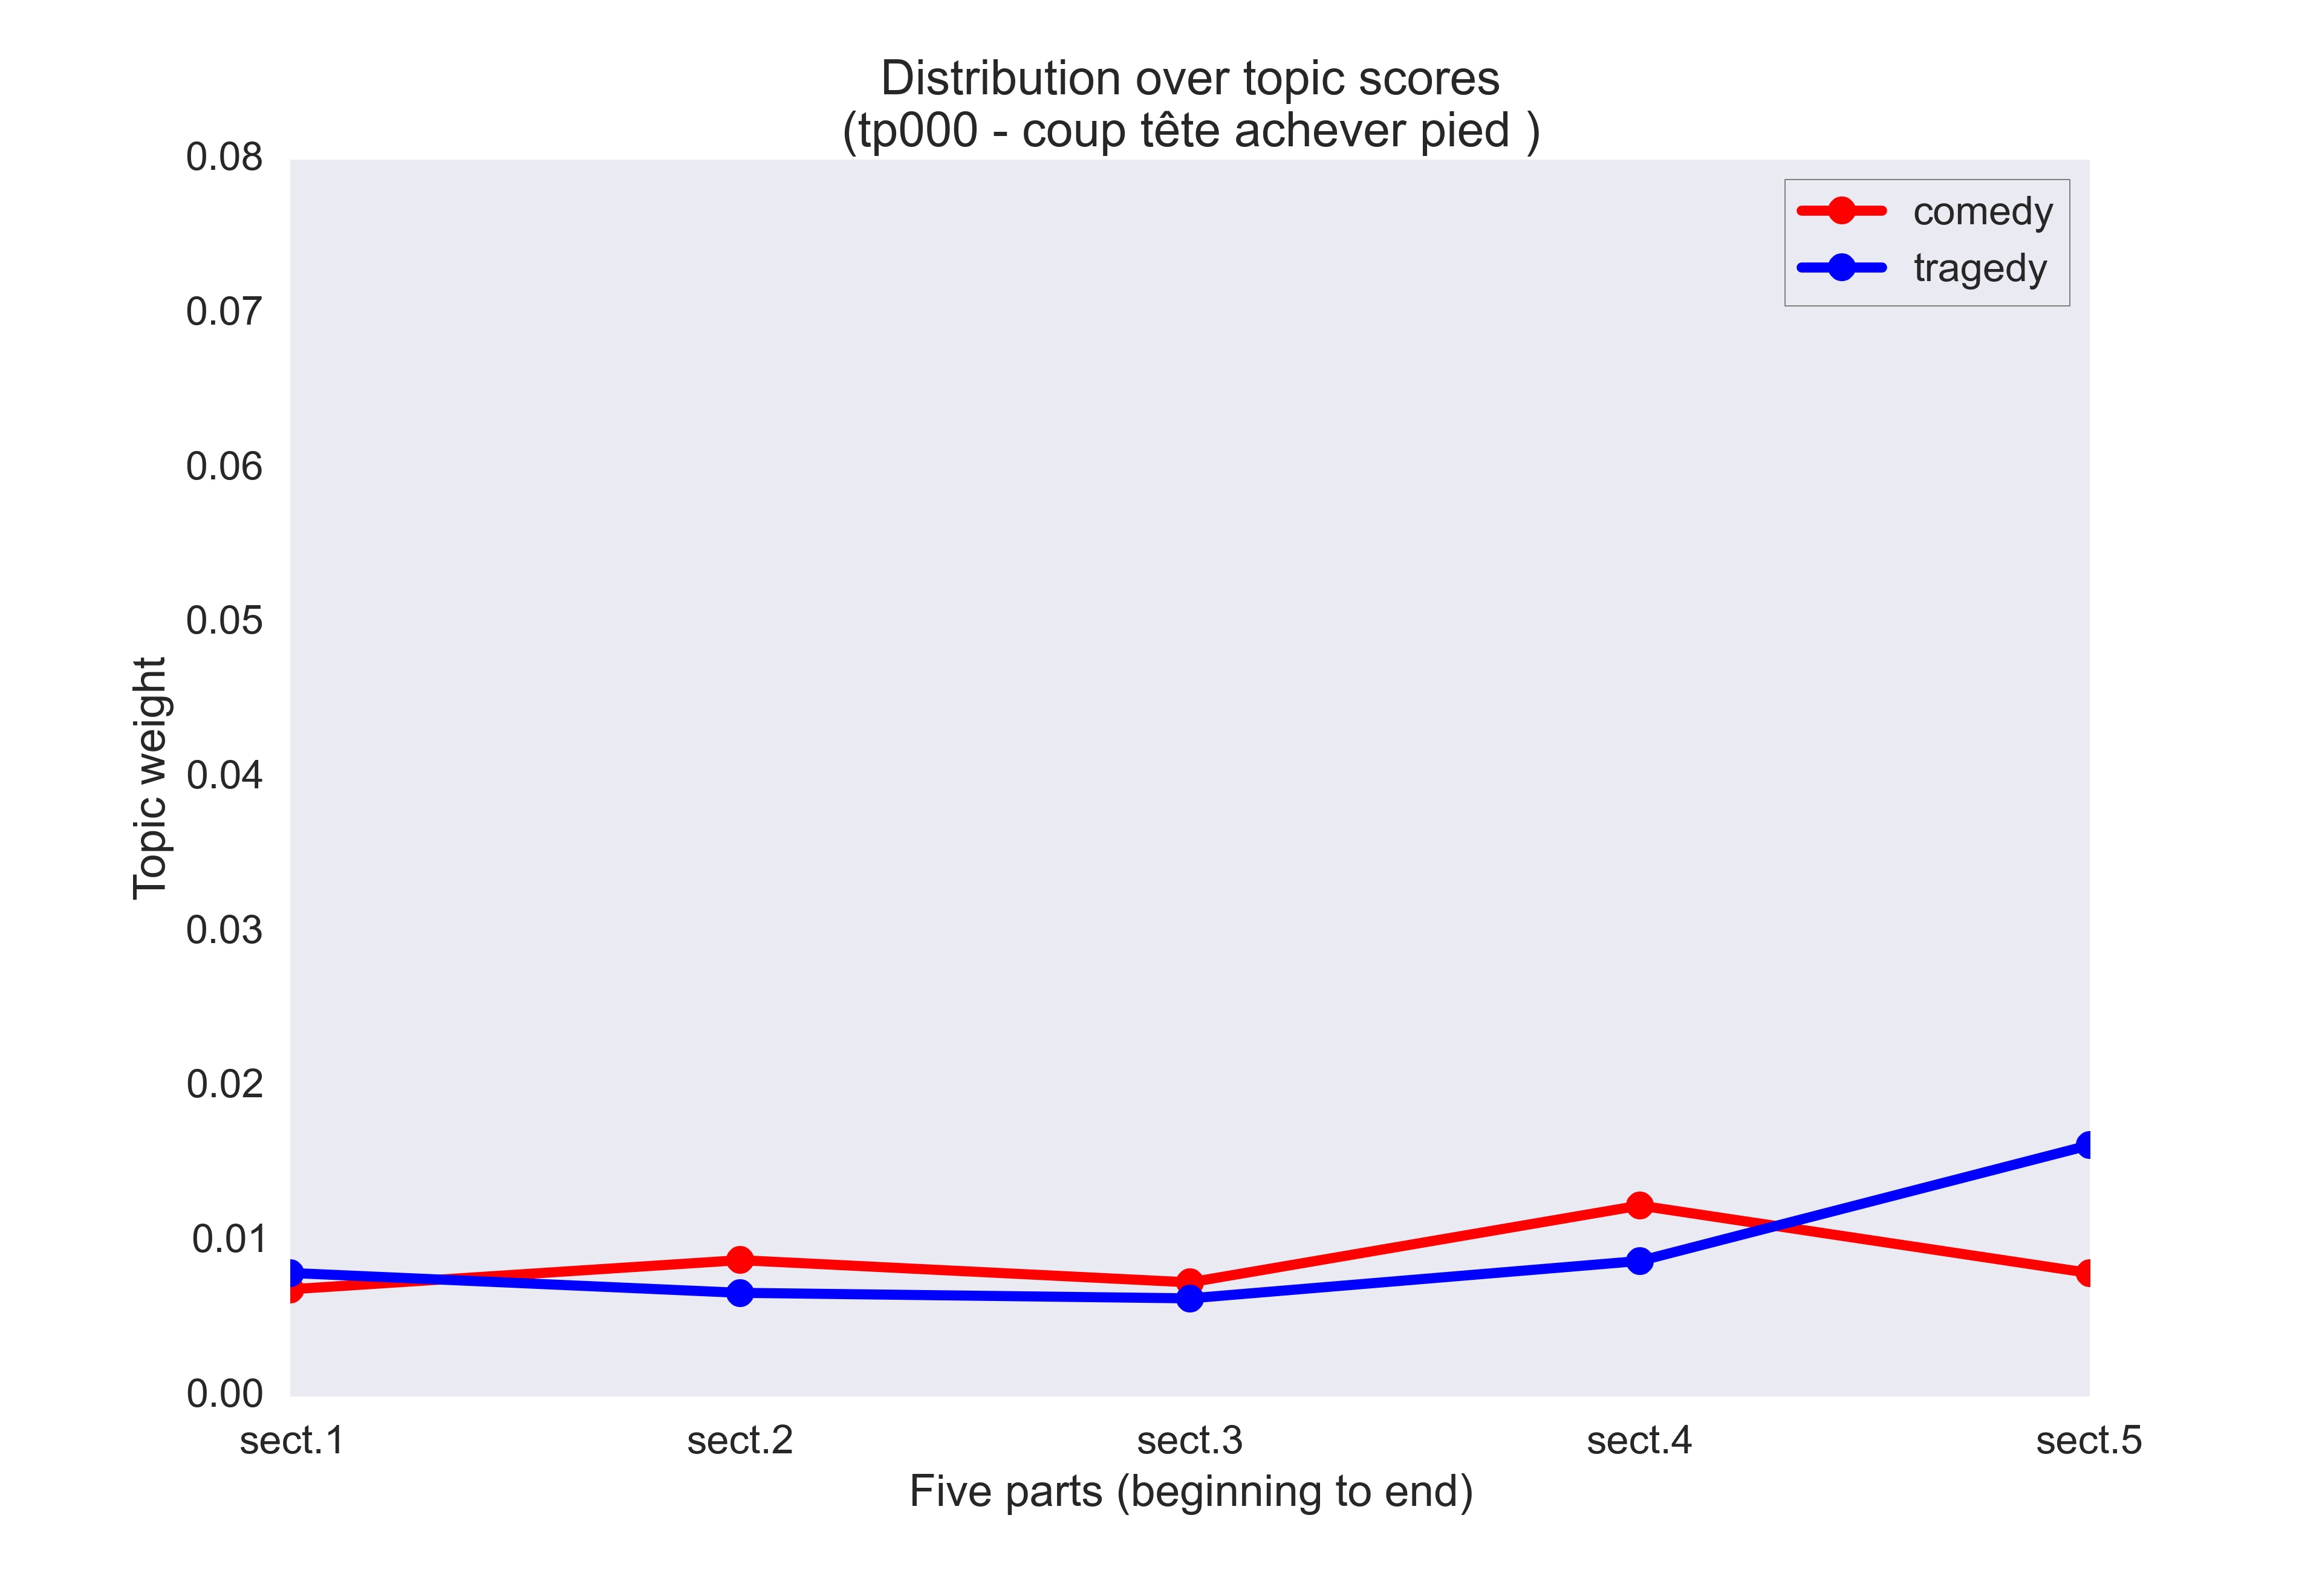 Distribution over topic scores
(tp000 - coup tête achever pied )
comedy
tragedy
Topic weight
0.08
0.07
0.06
0.05
0.04
0.03
0.02
0.01
0.00
sect.1 sect.2 sect.3 sect.4 sect.5
Five parts (beginning to end)